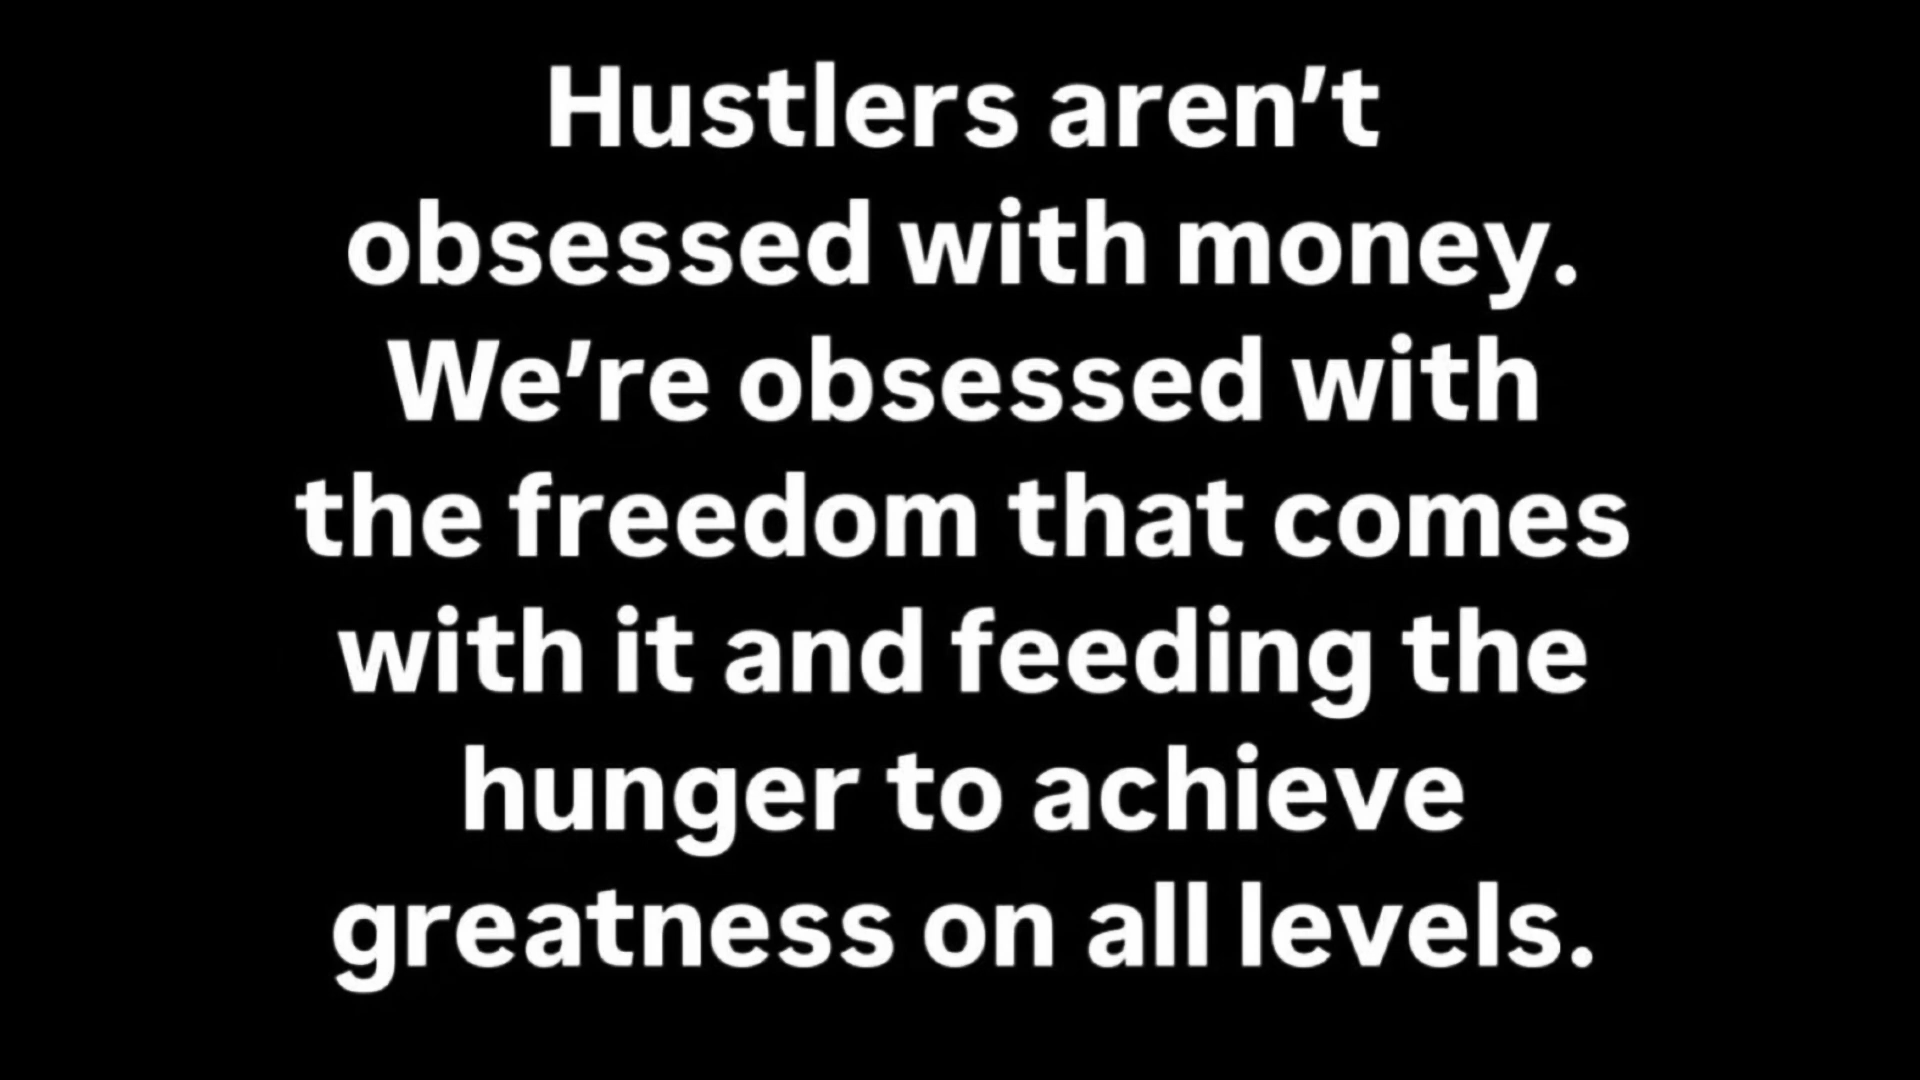 Hustlers aren’t
obsessed with money.
We’re obsessed with
the freedom that comes
with it and feeding the
hunger to achieve
greatness on all levels.